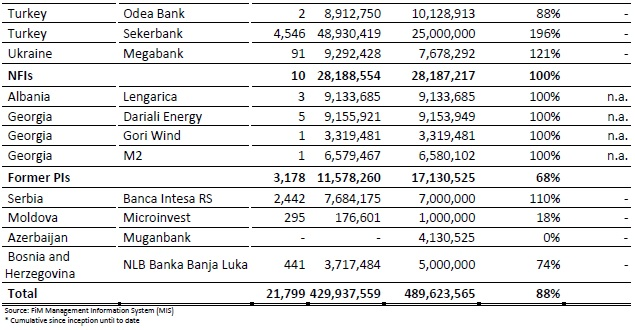 Turkey Odea Bank 2 8,912,750 10,128,913 88% -
Turkey Sekerbank 4,546 48,930,419 25,000,000 196% -
Ukraine Megabank 91 9,292,428 7,678,292 121% -
NFIs 10 28,188,554 28,187,217 100%
Albania Lengarica 3 9,133,685 9,133,685 100% n.a.
Georgia Dariali Energy 5 9,155,921 9,153,949 100% n.a.
Georgia Gori Wind 1 3,319,481 3,319,481 100% n.a.
Georgia M2 1 6,579,467 6,580,102 100% n.a.
Former PIs 3,178 11,578,260 17,130,525 68%
Serbia Banca Intesa RS 2,442 7,684,175 7,000,000 110% -
Moldova Microinvest 295 176,601 1,000,000 18% -
Azerbaijan Muganbank - - 4,130,525 0% -
Bosnia and
Herzegovina NLB Banka Banja Luka 441 3,717,484 5,000,000 74% -
Total 21,799 429,937,559 489,623,565 88%
Source: FiM Management Information System (MIS)
* Cumulative since inception until to date